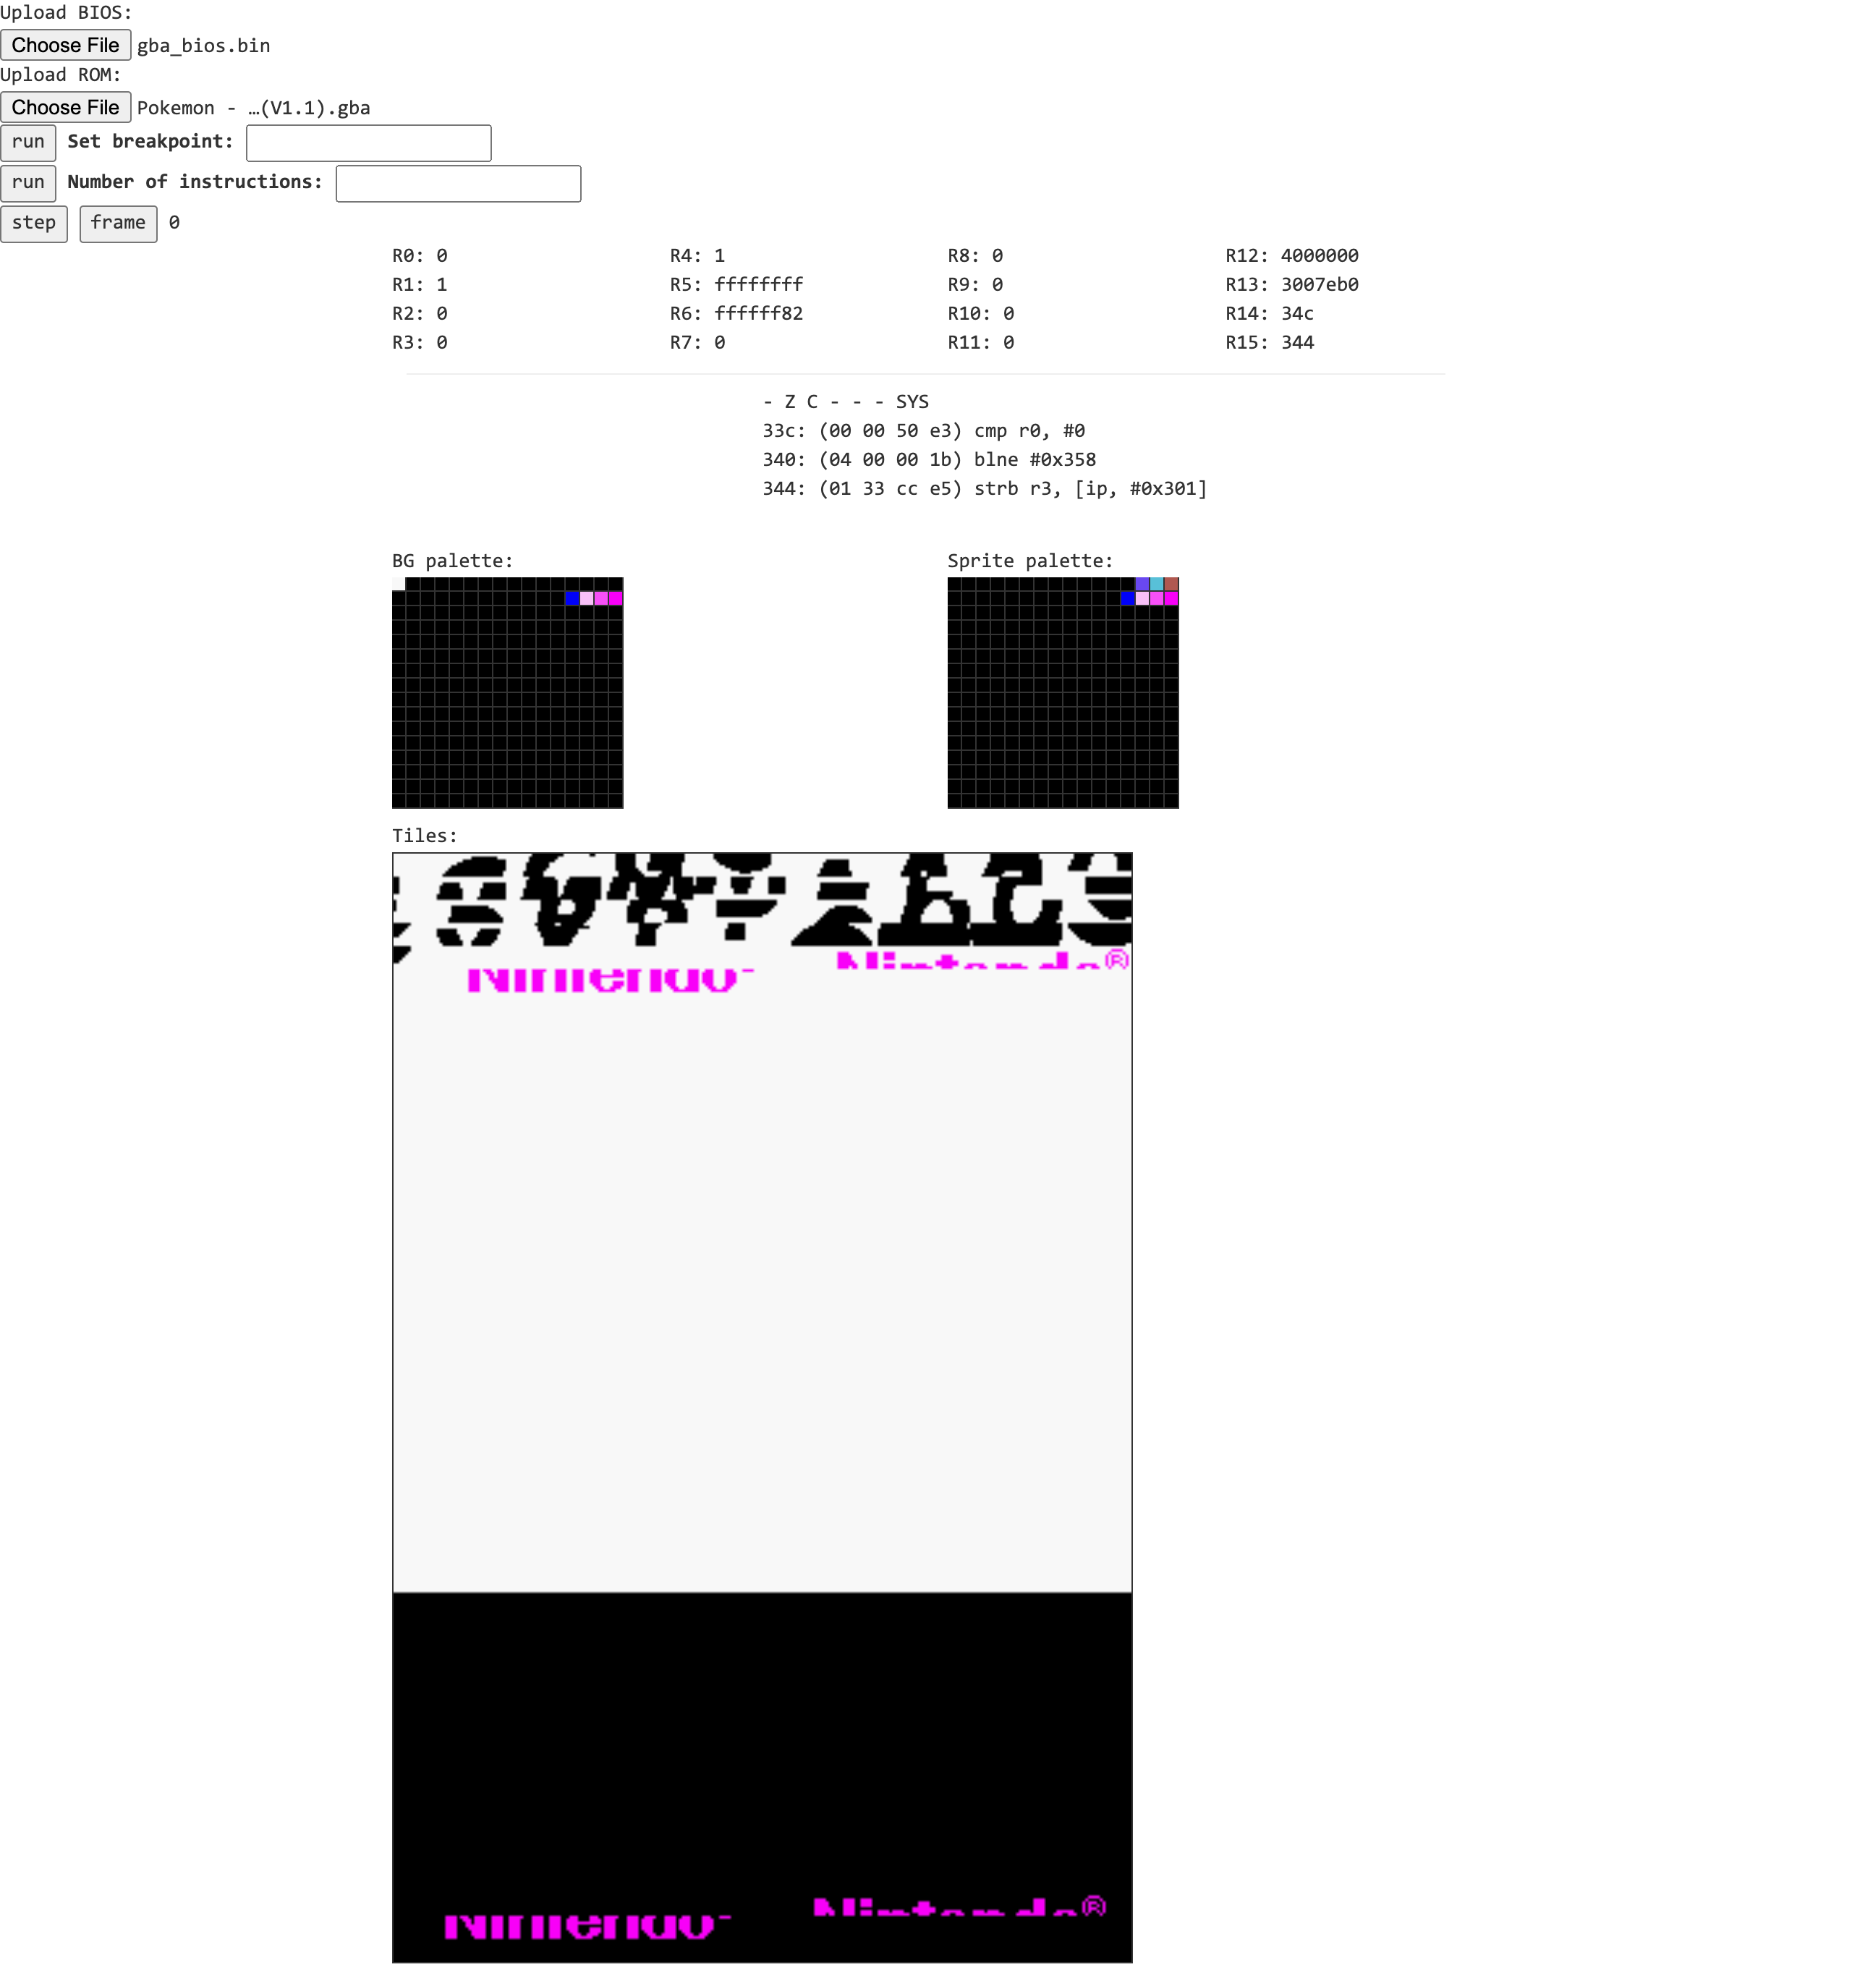 Upload BIOS:
Choose File gba_bios.bin
Upload ROM:
Choose File Pokemon - …(V1.1).gba
run Set breakpoint:
run Number of instructions:
step frame 0
R0: 0 R4: 1 R8: 0 R12: 4000000
R1: 1 R5: ffffffff R9: 0 R13: 3007eb0
R2: 0 R6: ffffff82 R10: 0 R14: 34c
R3: 0 R7: 0 R11: 0 R15: 344
- Z C - - - SYS
33c: (00 00 50 e3) cmp r0, #0
340: (04 00 00 1b) blne #0x358
344: (01 33 cc e5) strb r3, [ip, #0x301]
BG palette: Sprite palette:
Tiles:
Nintendo®
Nintendo
Nintendo®
Nintendo